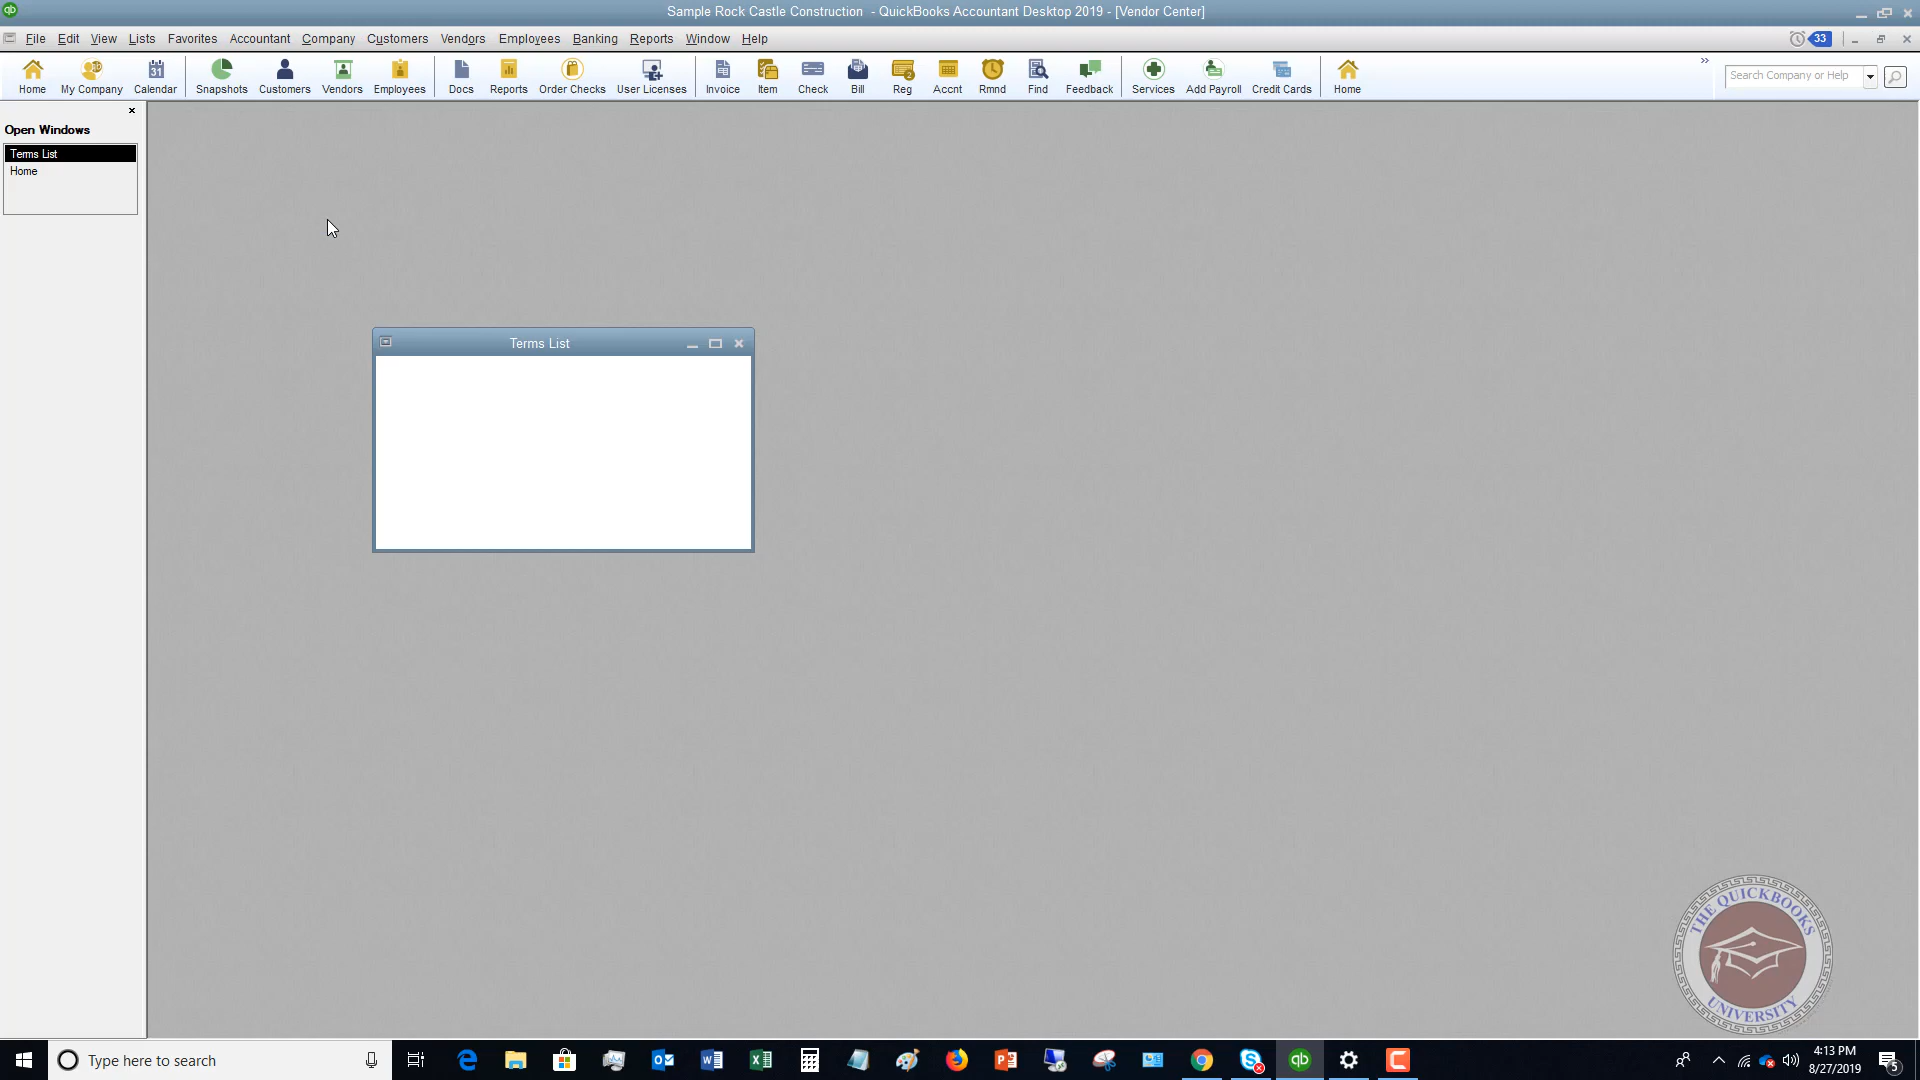 Sample Rock Castle Construction - QuickBooks Accountant Desktop 2019 - [Vendor Center]
File Edit View Lists Favorites Accountant Company Customers Vendors Employees Banking Reports Window Help
33
Home My Company Calendar Snapshots Customers Vendors Employees Docs Reports Order Checks User Licenses Invoice Item Check Bill Reg Accnt Rmnd Find Feedback Services Add Payroll Credit Cards Home
Search Company or Help
Open Windows
Terms List
Home
Terms List
THE QUICKBOOKS
UNIVERSITY
Type here to search
4:13 PM
8/27/2019
5